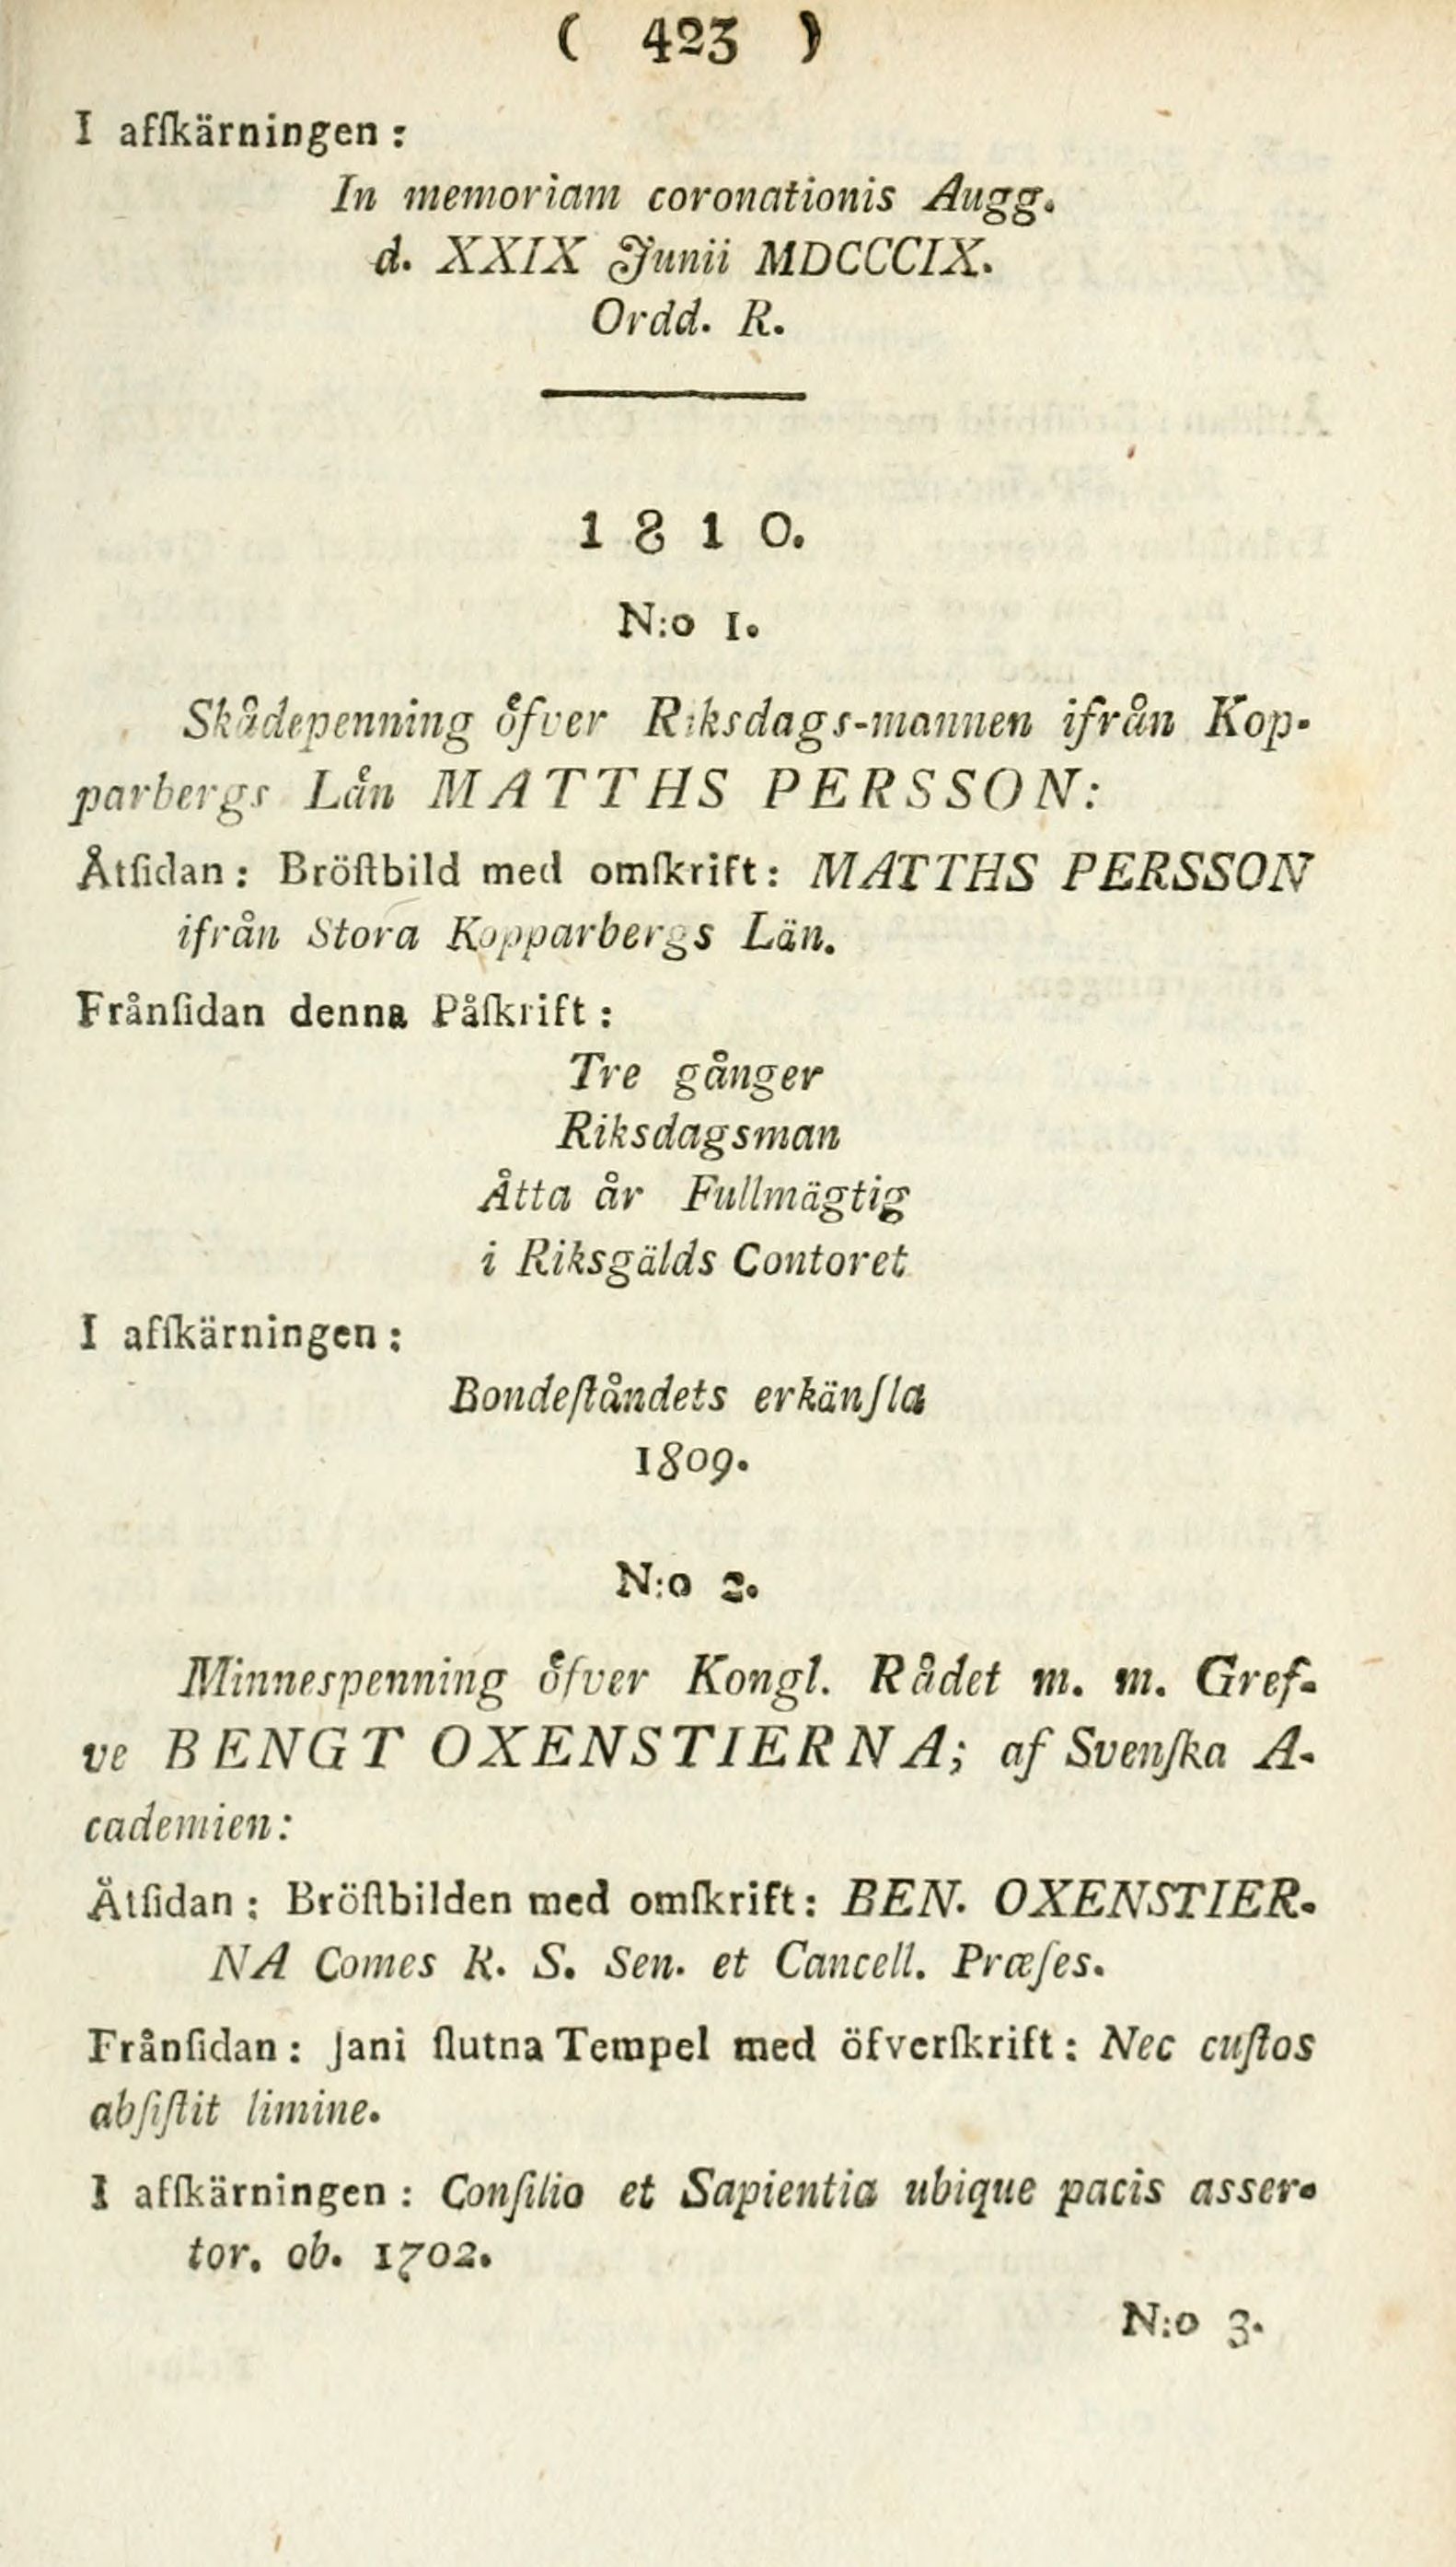 ( 423 )
I affkärningen:
In memoriam coronationis Augg.
d. XXIX Junii MDCCCIX.
Ordd. R.
1810.
N:o 1.
Skådepenning öfver Riksdags-mannen ifrån Kop-
parbergs Län MATTHS PERSSON:
Åtſidan: Bröſtbild med omſkrift: MATTHS PERSSON
ifrån Stora Kopparbergs Län.
Frånſidan denna Påſkrift:
Tre gånger
Riksdagsman
Åtta år Fullmägtig
i Riksgälds Contoret
I afſkärningen:
Bondeſtåndets erkänſla
1809.
N:o 2.
Minnespenning öfver Kongl. Rådet m. m. Gref-
ve BENGT OXENSTIERNA; af Svenſka A-
cademien:
Åtſidan: Bröſtbilden med omſkrift: BEN. OXENSTIER-
NA Comes R. S. Sen. et Cancell. Præſes.
Frånſidan: Jani ſlutna Tempel med öfverſkrift: Nec cuſtos
abſiſtit limine.
I afſkärningen: Conſilio et Sapientia ubique pacis asser-
tor. ob. 1702.
N:o 3.